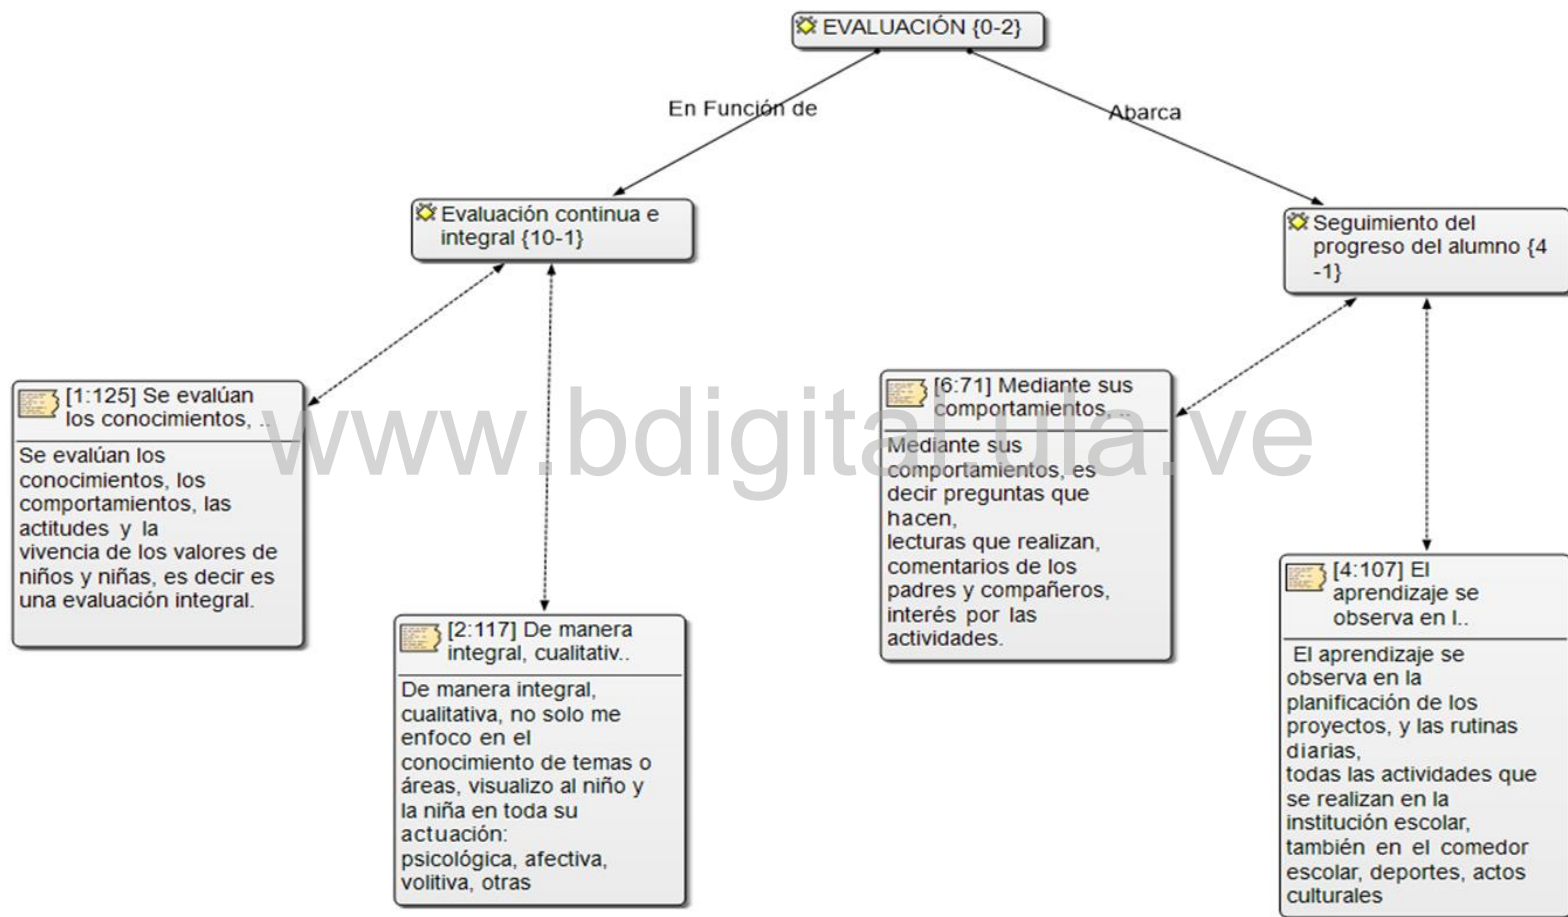 EVALUACIÓN {0-2}
En Función de
Abarca
Evaluación continua e
integral {10-1}
Seguimiento del
progreso del alumno {4
-1}
[1:125] Se evalúan
los conocimientos, ..
Se evalúan los
conocimientos, los
comportamientos, las
actitudes y la
vivencia de los valores de
niños y niñas, es decir es
una evaluación integral.
[2:117] De manera
integral, cualitativ..
De manera integral,
cualitativa, no solo me
enfoco en el
conocimiento de temas o
áreas, visualizo al niño y
la niña en toda su
actuación:
psicológica, afectiva,
volitiva, otras
[6:71] Mediante sus
comportamientos, ..
Mediante sus
comportamientos, es
decir preguntas que
hacen,
lecturas que realizan,
comentarios de los
padres y compañeros,
interés por las
actividades.
[4:107] El
aprendizaje se
observa en l..
El aprendizaje se
observa en la
planificación de los
proyectos, y las rutinas
diarias,
todas las actividades que
se realizan en la
institución escolar,
también en el comedor
escolar, deportes, actos
culturales
www.bdigital.ula.ve